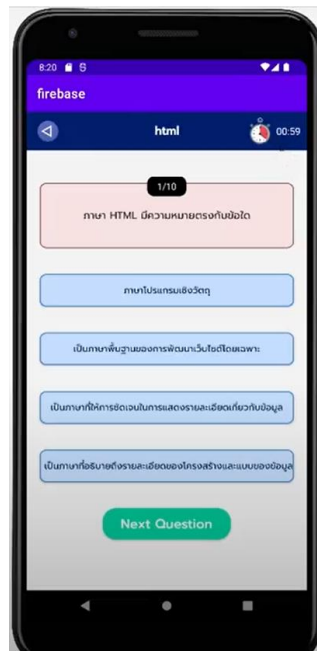 8:20
firebase
html
00:59
1/10
ภาษา HTML มีความหมายตรงกับข้อใด
ภาษาโปรแกรมเชิงวัตถุ
เป็นภาษาพื้นฐานของการพัฒนาเว็บไซต์โดยเฉพาะ
เป็นภาษาที่ให้การชัดเจนในการแสดงรายละเอียดเกี่ยวกับข้อมูล
เป็นภาษาที่อธิบายถึงรายละเอียดของโครงสร้างและแบบของข้อมูล
Next Question